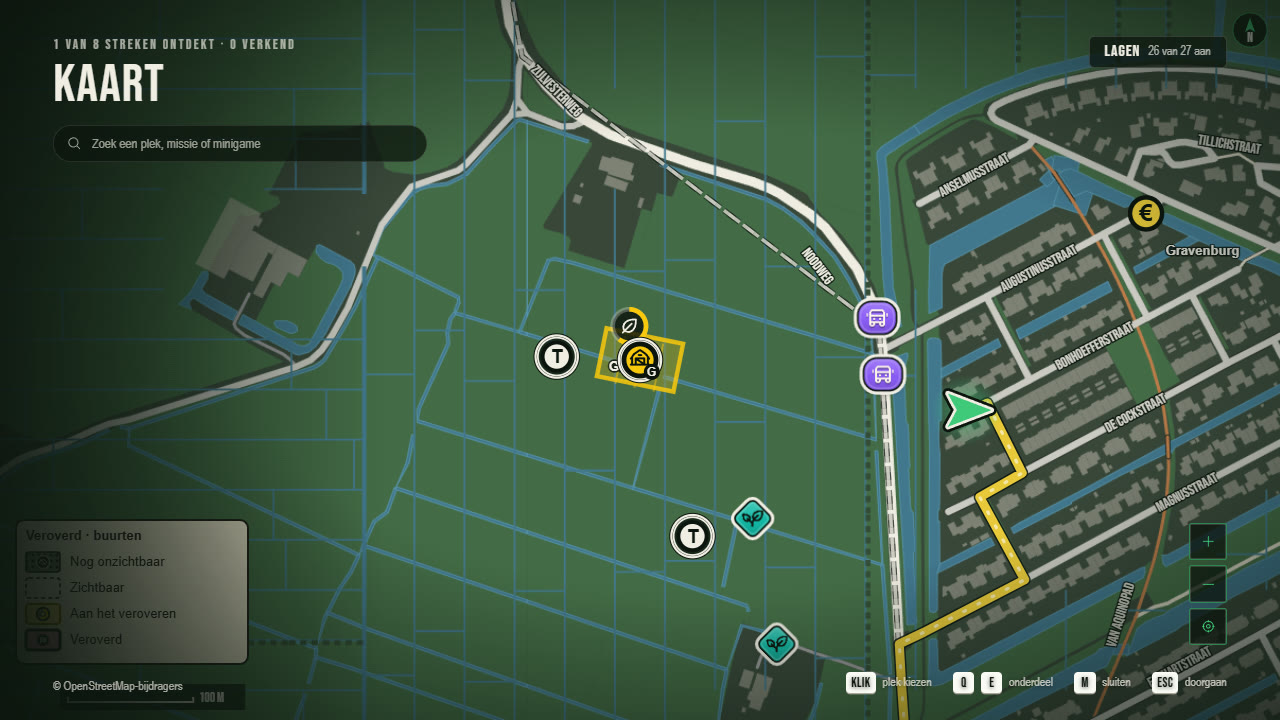 1 VAN 8 STREKEN ONTDEKT · 0 VERKEND
KAART
Zoek een plek, missie of minigame
LAGEN 26 van 27 aan
N
ZUIJVESTERWEG
NOODWEG
ANSELMUSSTRAAT
TILLICHSTRAAT
€
Gravenburg
AUGUSTINUSSTRAAT
BONHOEFFERSTRAAT
DE COCKSTRAAT
MAGNUSSTRAAT
VAN AQUINOPAD
T
G
G
T
Veroverd · buurten
Nog onzichtbaar
Zichtbaar
Aan het veroveren
Veroverd
© OpenStreetMap-bijdragers
100 M
+
−
KLIK plek kiezen Q E onderdeel M sluiten ESC doorgaan